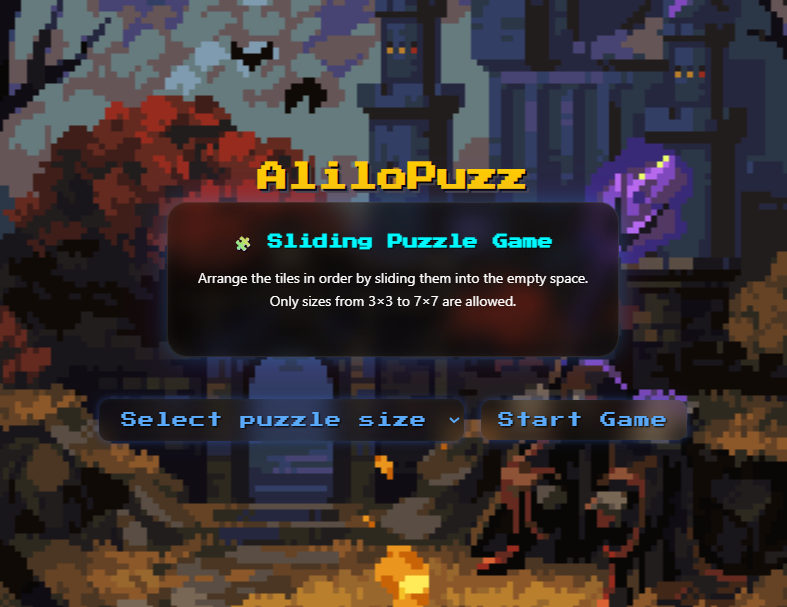 AliloPuzz
🧩 Sliding Puzzle Game
Arrange the tiles in order by sliding them into the empty space.
Only sizes from 3×3 to 7×7 are allowed.
Select puzzle size
Start Game